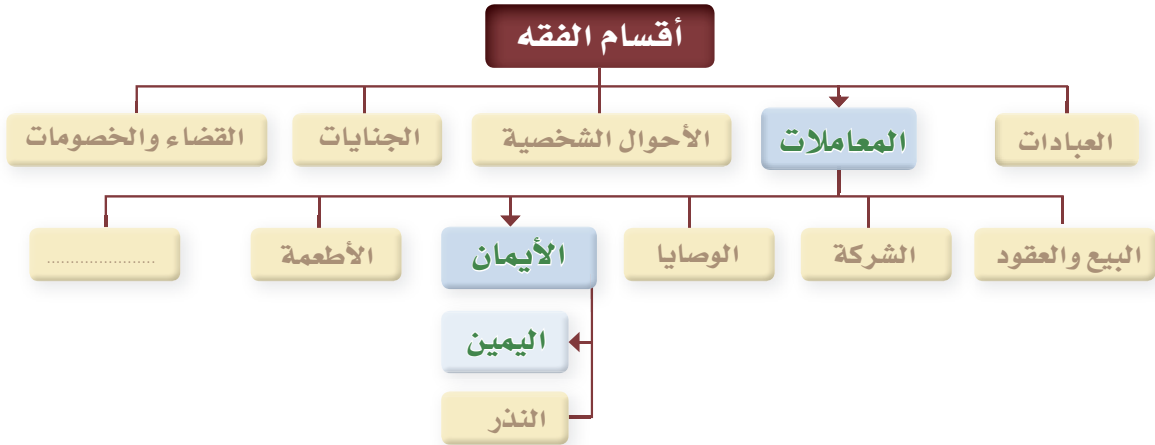 أقسام الفقه
العبادات
المعاملات
الأحوال الشخصية
الجنايات
القضاء والخصومات
البيع والعقود
الشركة
الوصايا
الأيمان
الأطعمة
......................
اليمين
النذر